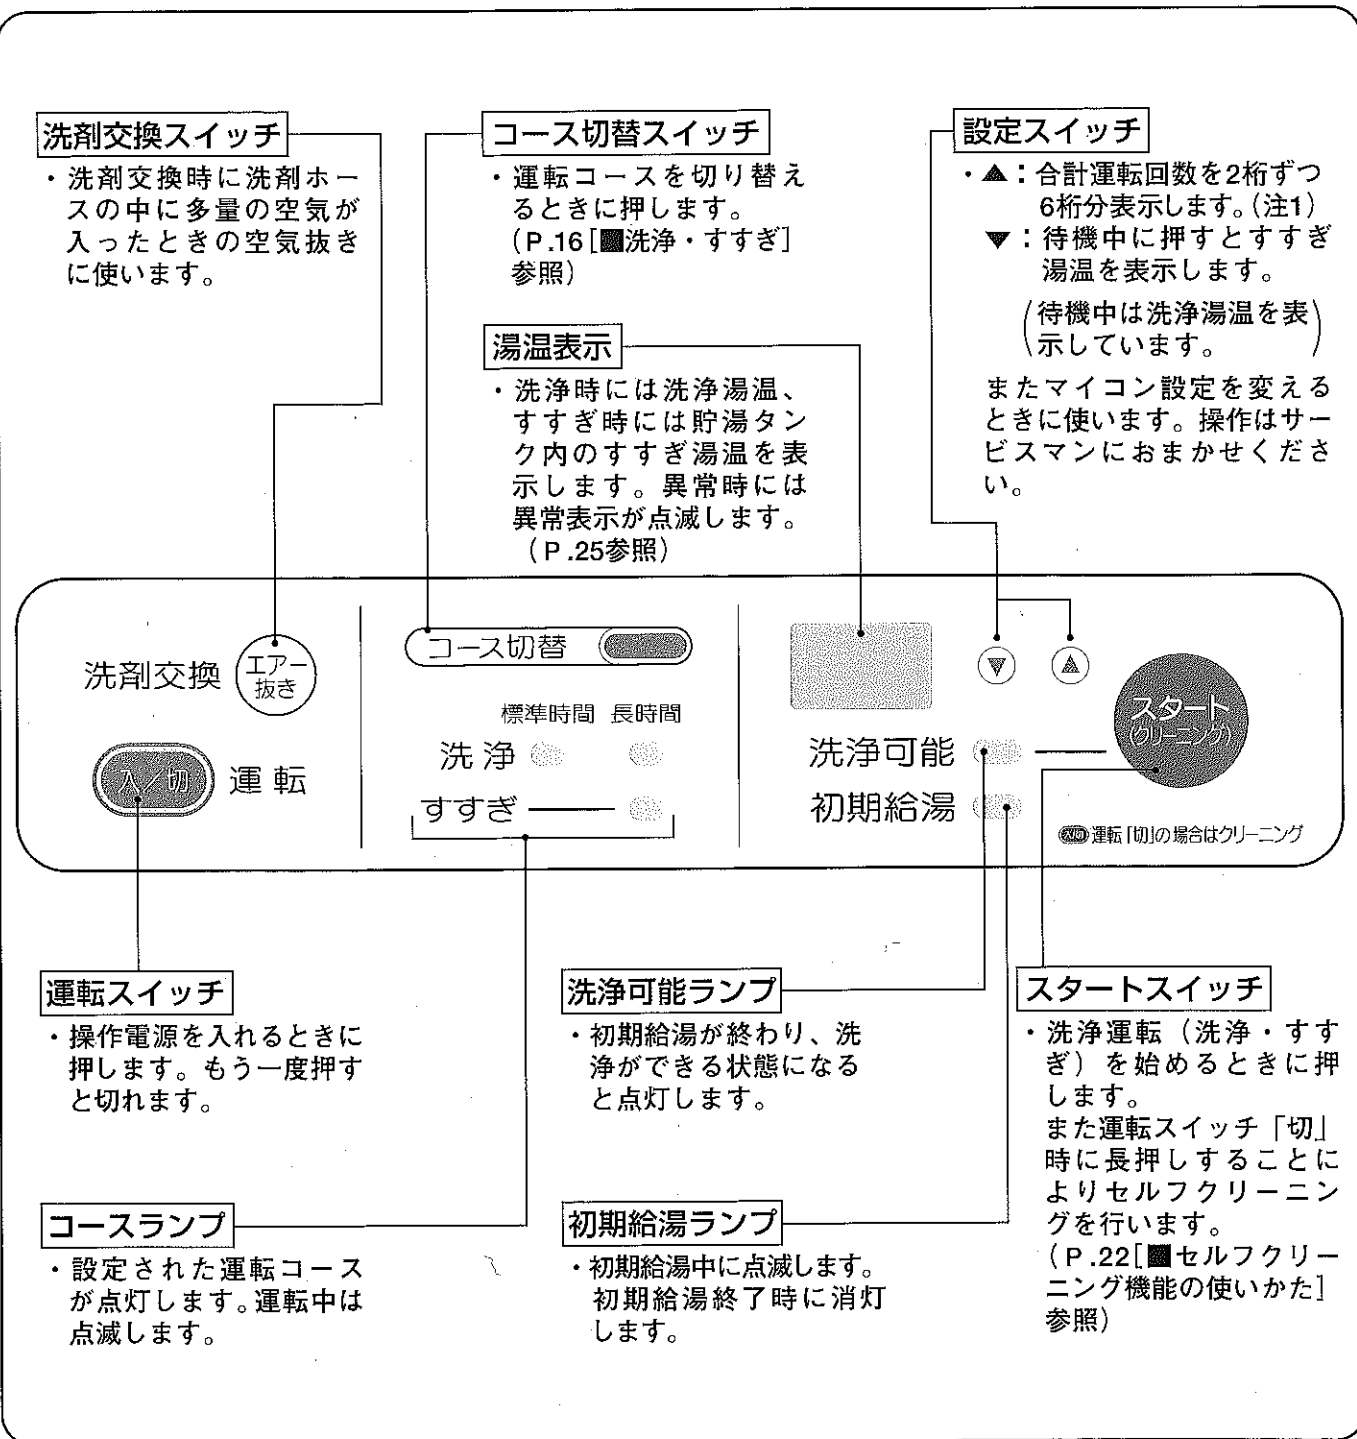 洗剤交換スイッチ
・洗剤交換時に洗剤ホー
スの中に多量の空気が
入ったときの空気抜き
に使います。
コース切替スイッチ
・運転コースを切り替え
るときに押します。
(P.16[■洗浄・すすぎ]
参照)
湯温表示
・洗浄時には洗浄湯温、
すすぎ時には貯湯タン
ク内のすすぎ湯温を表
示します。異常時には
異常表示が点滅します。
(P.25参照)
設定スイッチ
・▲：合計運転回数を2桁ずつ
6桁分表示します。(注1)
▼：待機中に押すとすすぎ
湯温を表示します。
(待機中は洗浄湯温を表
示しています。)
またマイコン設定を変える
ときに使います。操作はサー
ビスマンにおまかせくださ
い。
洗剤交換 エアー
抜き
入／切 運転
コース切替
標準時間 長時間
洗浄
すすぎ
▼ ▲
スタート
(クリーニング)
洗浄可能
初期給湯
入/切 運転「切」の場合はクリーニング
運転スイッチ
・操作電源を入れるときに
押します。もう一度押す
と切れます。
コースランプ
・設定された運転コース
が点灯します。運転中は
点滅します。
洗浄可能ランプ
・初期給湯が終わり、洗
浄ができる状態になる
と点灯します。
初期給湯ランプ
・初期給湯中に点滅します。
初期給湯終了時に消灯
します。
スタートスイッチ
・洗浄運転（洗浄・すす
ぎ）を始めるときに押
します。
また運転スイッチ「切」
時に長押しすることに
よりセルフクリーニン
グを行います。
(P.22[■セルフクリー
ニング機能の使いかた]
参照)